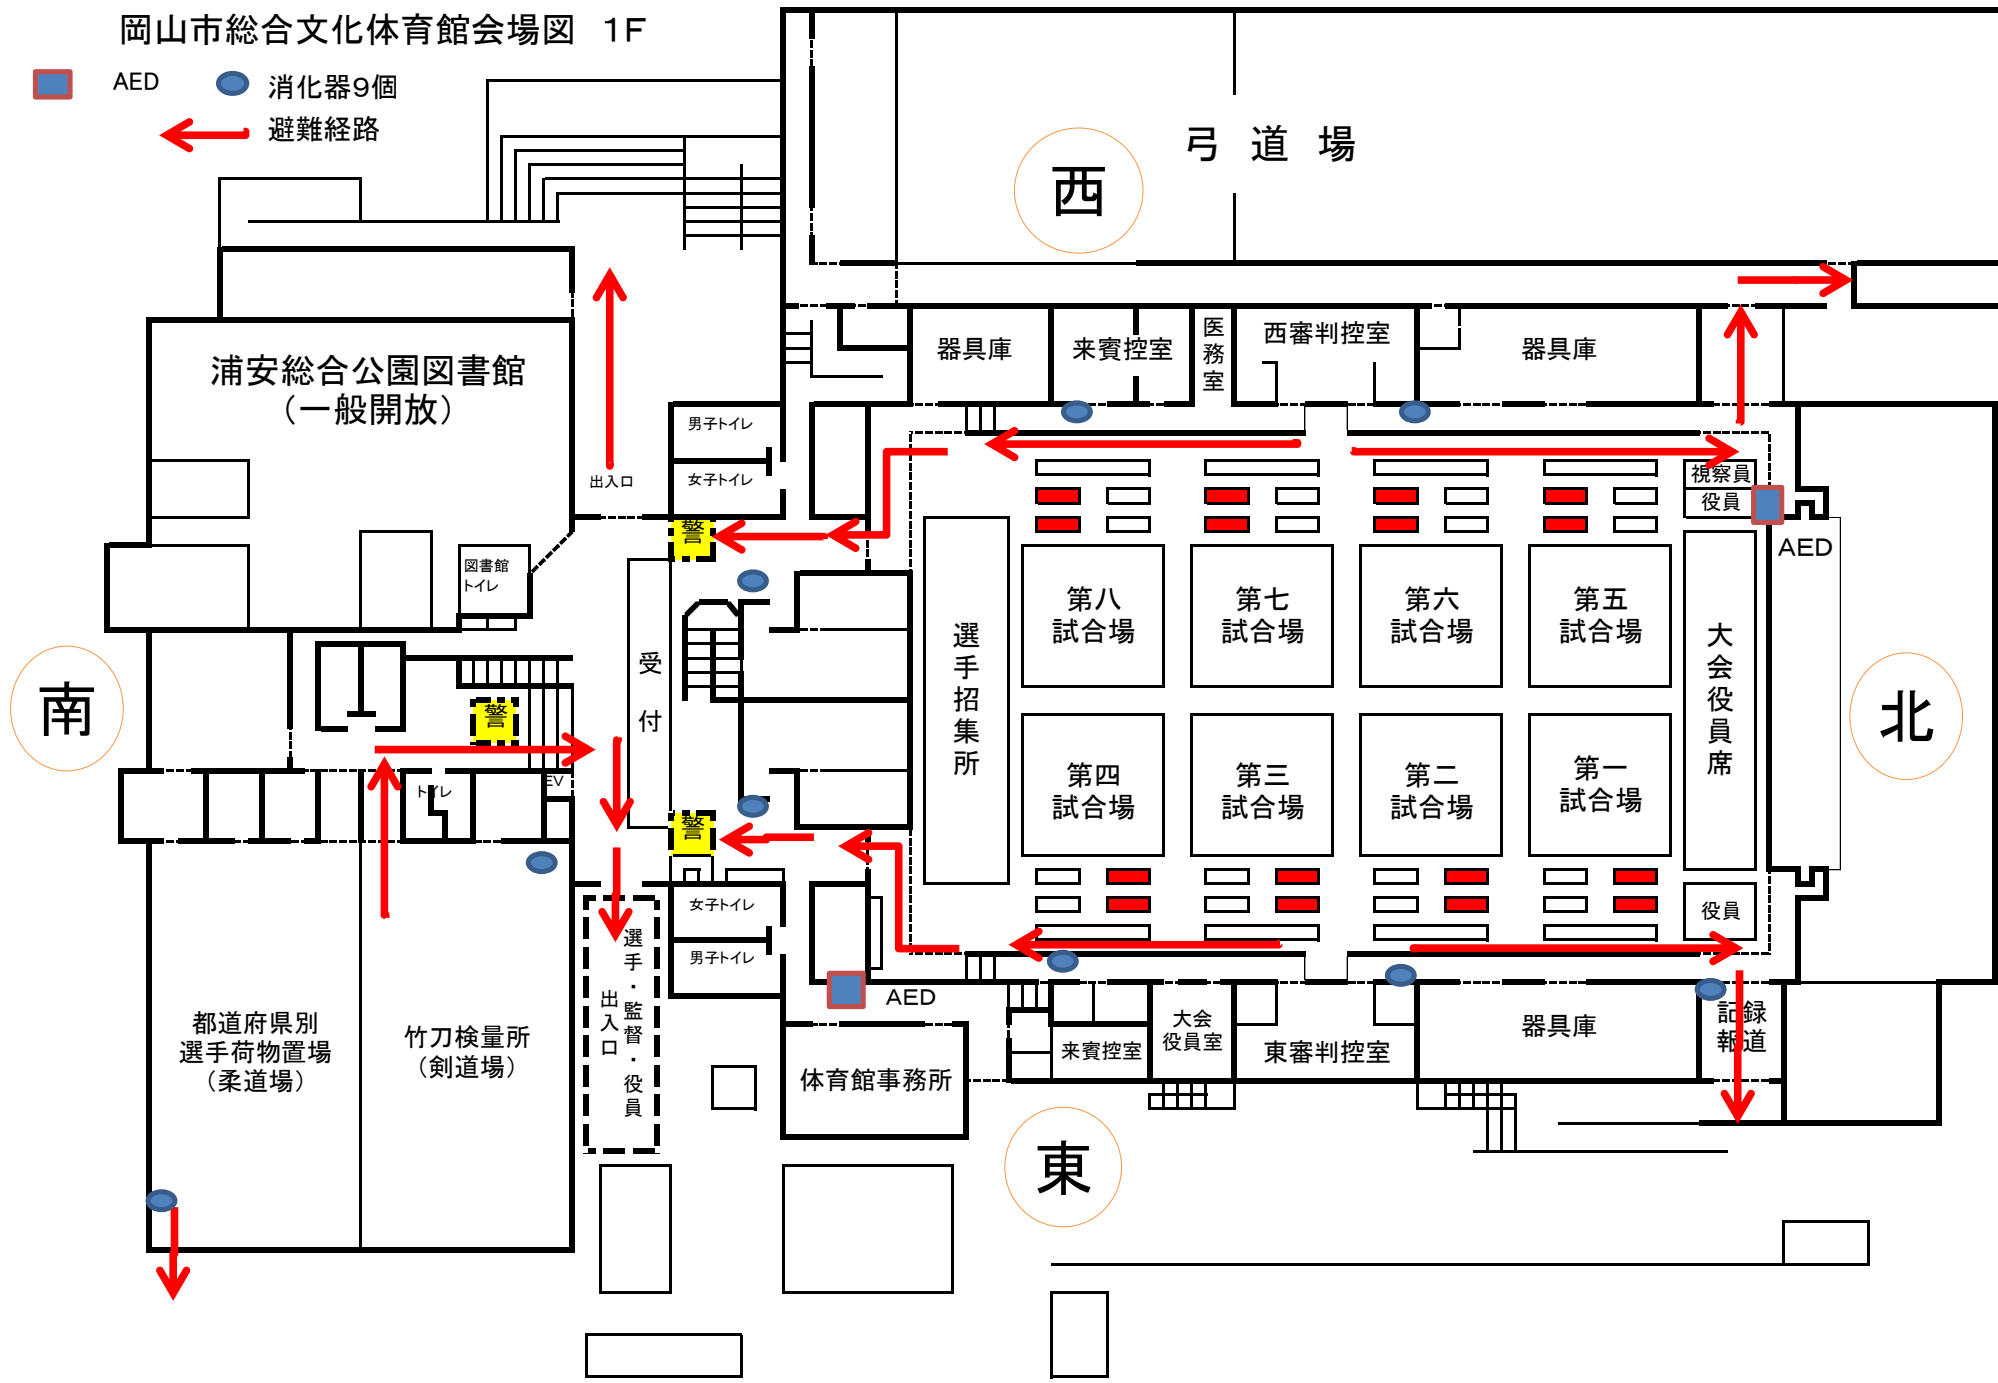 岡山市総合文化体育館会場図 1F
AED
消化器9個
避難経路
弓道場
西
浦安総合公園図書館
（一般開放）
器具庫
来賓控室
医務室
西審判控室
器具庫
男子トイレ
女子トイレ
出入口
警
図書館
トイレ
視察員
役員
AED
第八
試合場
第七
試合場
第六
試合場
第五
試合場
選手招集所
大会役員席
受付
南
警
北
第四
試合場
第三
試合場
第二
試合場
第一
試合場
トイレ
EV
警
女子トイレ
男子トイレ
役員
選手・監督・役員
出入口
AED
都道府県別
選手荷物置場
（柔道場）
竹刀検量所
（剣道場）
体育館事務所
来賓控室
大会
役員室
東審判控室
器具庫
記録
報道
東